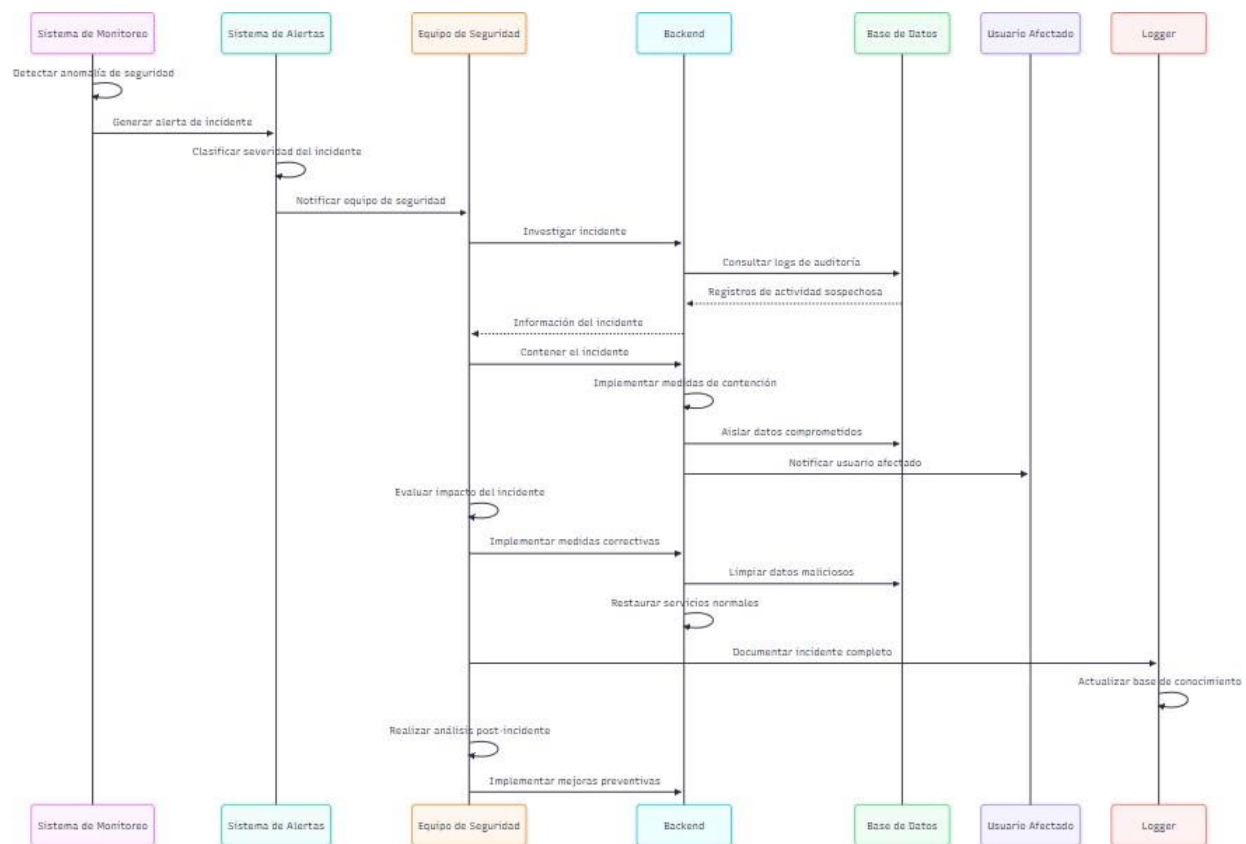 Sistema de Monitoreo
Sistema de Alertas
Equipo de Seguridad
Backend
Base de Datos
Usuario Afectado
Logger
Detectar anomalía de seguridad
Generar alerta de incidente
Clasificar severidad del incidente
Notificar equipo de seguridad
Investigar incidente
Consultar logs de auditoría
Registros de actividad sospechosa
Información del incidente
Contener el incidente
Implementar medidas de contención
Aislar datos comprometidos
Notificar usuario afectado
Evaluar impacto del incidente
Implementar medidas correctivas
Limpiar datos maliciosos
Restaurar servicios normales
Documentar incidente completo
Actualizar base de conocimiento
Realizar análisis post-incidente
Implementar mejoras preventivas
Sistema de Monitoreo
Sistema de Alertas
Equipo de Seguridad
Backend
Base de Datos
Usuario Afectado
Logger